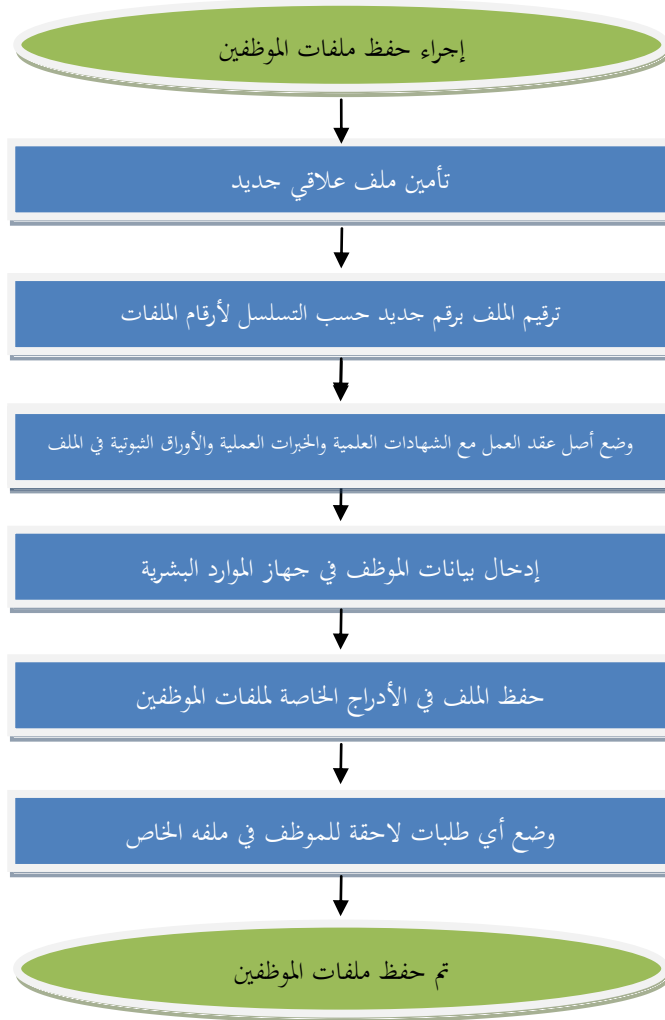 إجراء حفظ ملفات الموظفين
تأمين ملف علاقي جديد
ترقيم الملف برقم جديد حسب التسلسل لأرقام الملفات
وضع أصل عقد العمل مع الشهادات العلمية والخبرات العملية والأوراق الثبوتية في الملف
إدخال بيانات الموظف في جهاز الموارد البشرية
حفظ الملف في الأدراج الخاصة لملفات الموظفين
وضع أي طلبات لاحقة للموظف في ملفه الخاص
تم حفظ ملفات الموظفين